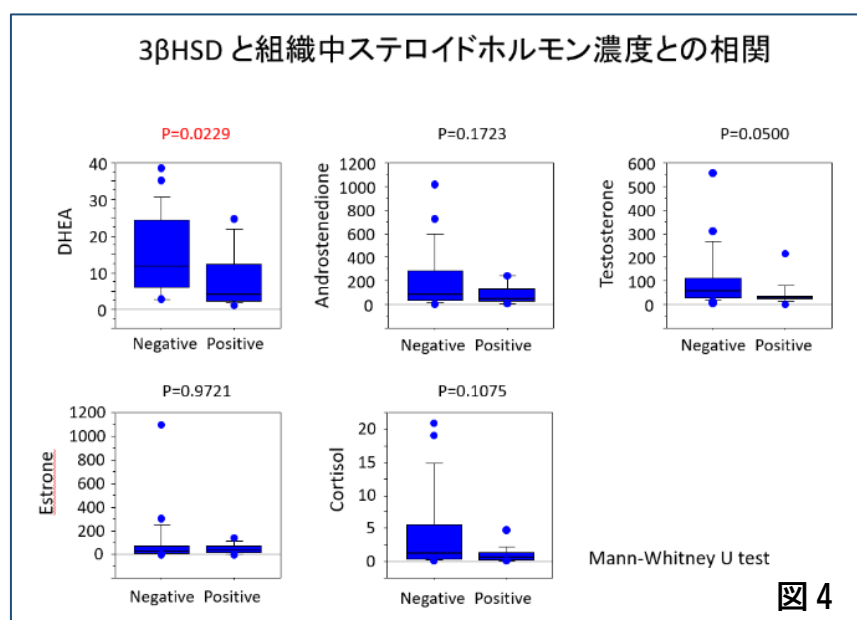 3βHSD と組織中ステロイドホルモン濃度との相関
P=0.0229
DHEA
40
30
20
10
0
Negative Positive
P=0.1723
Androstenedione
1200
1000
800
600
400
200
0
Negative Positive
P=0.0500
Testosterone
600
500
400
300
200
100
0
Negative Positive
P=0.9721
Estrone
1200
1000
800
600
400
200
0
Negative Positive
P=0.1075
Cortisol
20
15
10
5
0
Negative Positive
Mann-Whitney U test
図 4